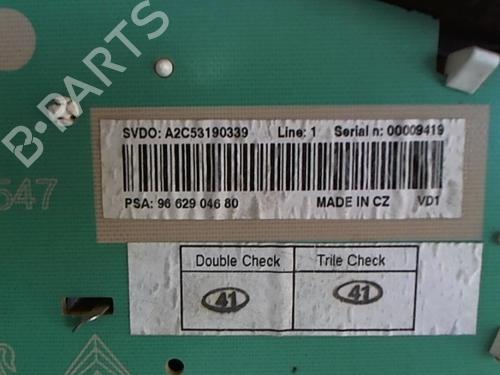 B-PARTS
SVDO: A2C53190339 Line: 1 Serial n: 00009419
547
PSA: 96 629 046 80 MADE IN CZ VD1
Double Check Trile Check
41 41